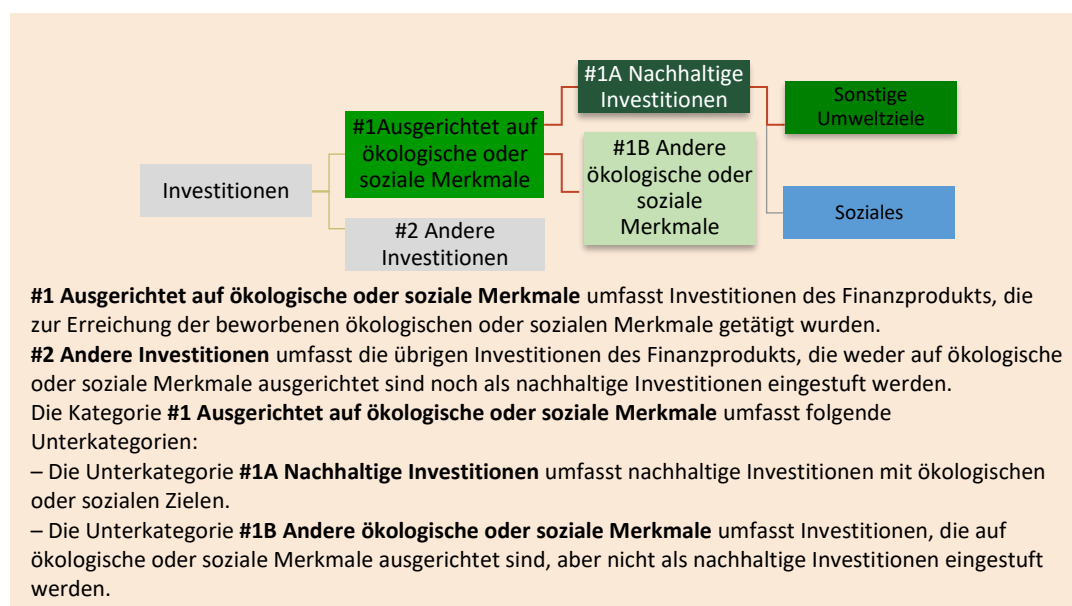 #1A Nachhaltige
Investitionen
Sonstige
Umweltziele
#1Ausgerichtet auf
ökologische oder
soziale Merkmale
#1B Andere
ökologische oder
soziale
Merkmale
Investitionen
Soziales
#2 Andere
Investitionen
#1 Ausgerichtet auf ökologische oder soziale Merkmale umfasst Investitionen des Finanzprodukts, die
zur Erreichung der beworbenen ökologischen oder sozialen Merkmale getätigt wurden.
#2 Andere Investitionen umfasst die übrigen Investitionen des Finanzprodukts, die weder auf ökologische
oder soziale Merkmale ausgerichtet sind noch als nachhaltige Investitionen eingestuft werden.
Die Kategorie #1 Ausgerichtet auf ökologische oder soziale Merkmale umfasst folgende
Unterkategorien:
– Die Unterkategorie #1A Nachhaltige Investitionen umfasst nachhaltige Investitionen mit ökologischen
oder sozialen Zielen.
– Die Unterkategorie #1B Andere ökologische oder soziale Merkmale umfasst Investitionen, die auf
ökologische oder soziale Merkmale ausgerichtet sind, aber nicht als nachhaltige Investitionen eingestuft
werden.